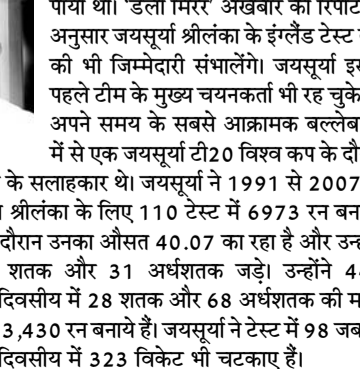 पाया था। 'डेली मिरर' अखबार की रिपोर्ट
अनुसार जयसूर्या श्रीलंका के इंग्लैंड टेस्ट
की भी जिम्मेदारी संभालेंगे। जयसूर्या इस
पहले टीम के मुख्य चयनकर्ता भी रह चुके
अपने समय के सबसे आक्रामक बल्लेब
में से एक जयसूर्या टी20 विश्व कप के दौ
के सलाहकार थे। जयसूर्या ने 1991 से 2007
श्रीलंका के लिए 110 टेस्ट में 6973 रन बना
दौरान उनका औसत 40.07 का रहा है और उन्ह
शतक और 31 अर्धशतक जड़े। उन्होंने 4
दिवसीय में 28 शतक और 68 अर्धशतक की म
3,430 रन बनाये हैं। जयसूर्या ने टेस्ट में 98 जब
दिवसीय में 323 विकेट भी चटकाए हैं।